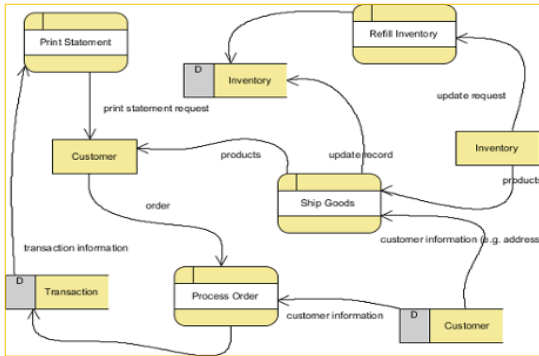 Print Statement
Refill Inventory
D
Inventory
print statement request
update request
Customer
products
update record
Inventory
products
order
Ship Goods
transaction information
customer information (e.g. address
D
Transaction
Process Order
customer information
D
Customer